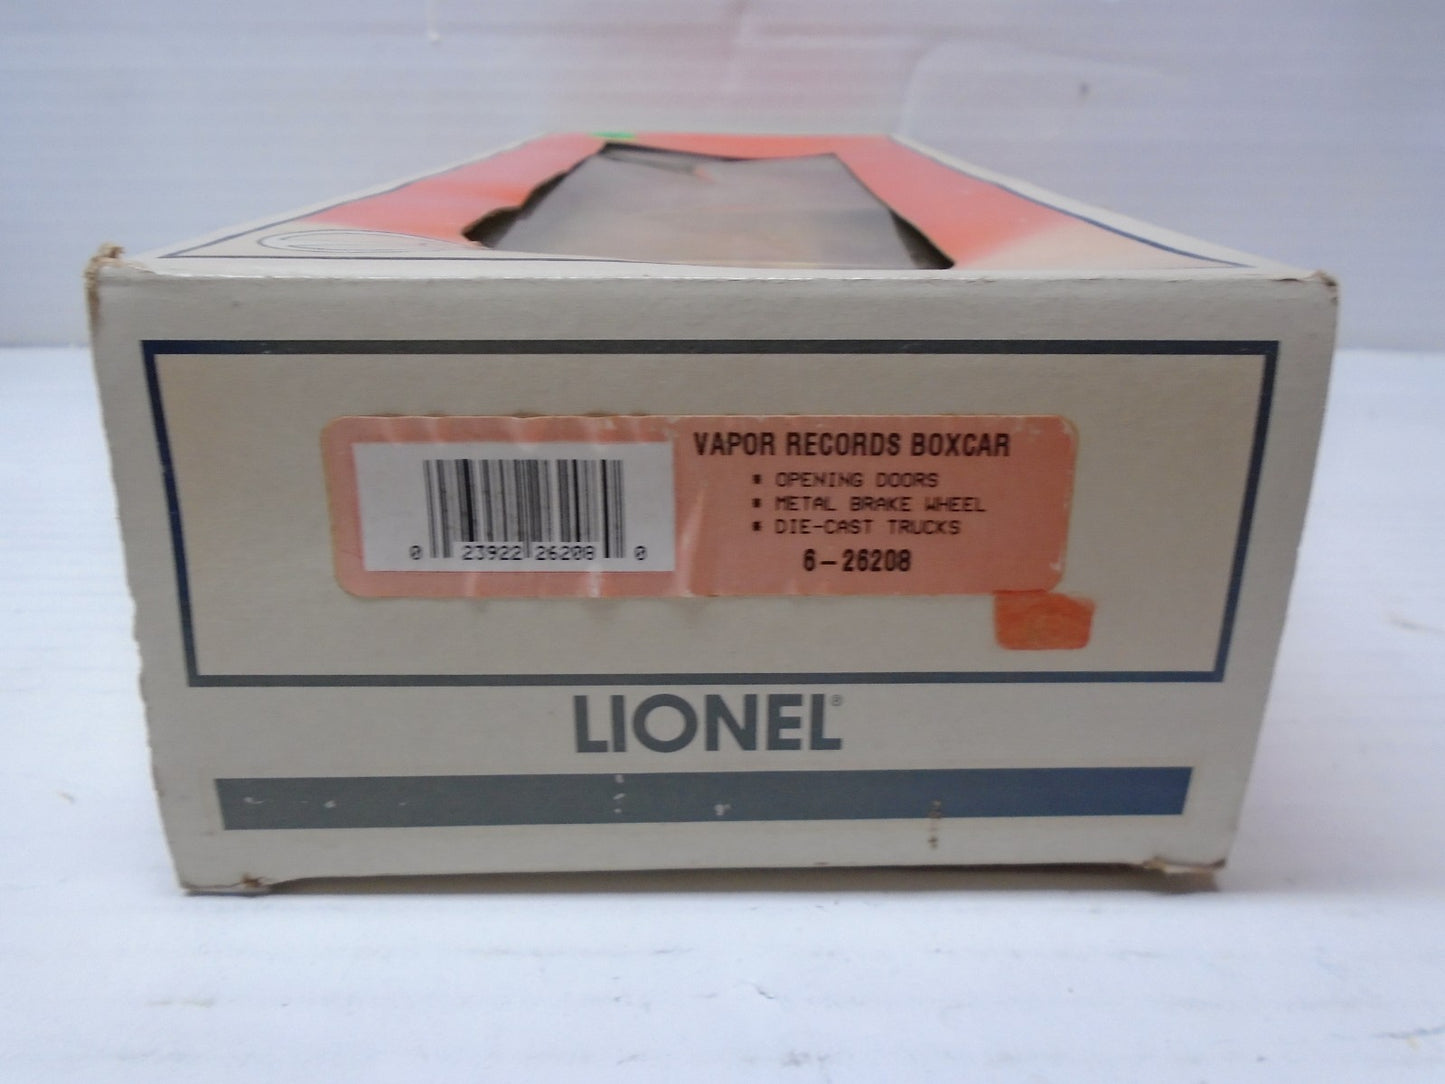 VAPOR RECORDS BOXCAR
▪ OPENING DOORS
▪ METAL BRAKE WHEEL
▪ DIE-CAST TRUCKS
6-26208
0 23922 26208 0
LIONEL®